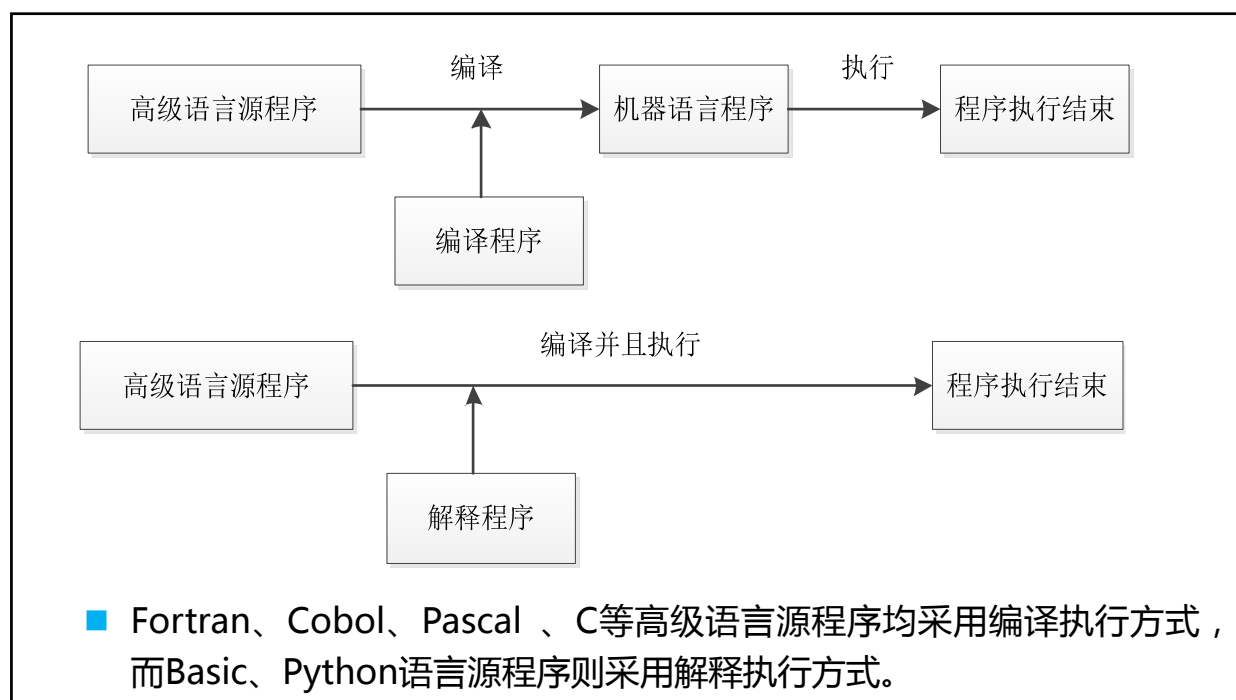 编译
执行
高级语言源程序
机器语言程序
程序执行结束
编译程序
编译并且执行
高级语言源程序
程序执行结束
解释程序
Fortran、Cobol、Pascal 、C等高级语言源程序均采用编译执行方式，
而Basic、Python语言源程序则采用解释执行方式。